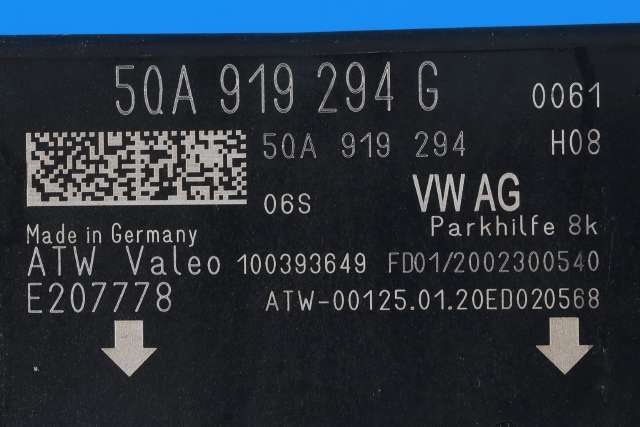 5QA 919 294 G 0061
5QA 919 294 H08
06S VW AG
Parkhilfe 8k
Made in Germany
ATW Valeo 100393649 FD01/2002300540
E207778 ATW-00125.01.20ED020568